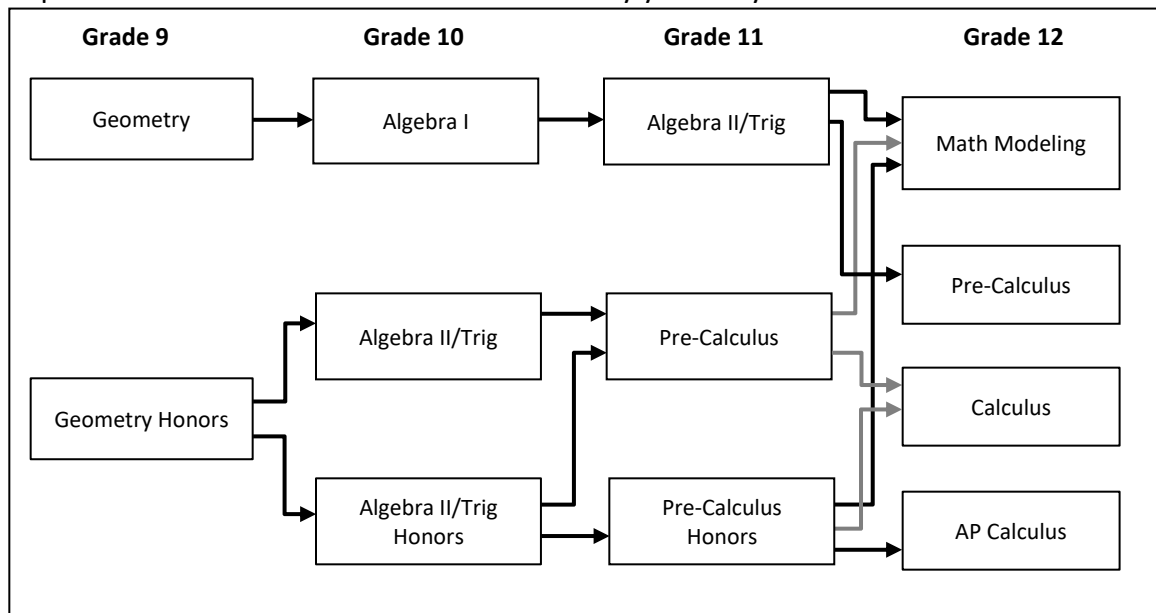 Grade 9 Grade 10 Grade 11 Grade 12
Geometry
Algebra I
Algebra II/Trig
Math Modeling
Pre-Calculus
Algebra II/Trig
Pre-Calculus
Calculus
Geometry Honors
Algebra II/Trig
Honors
Pre-Calculus
Honors
AP Calculus